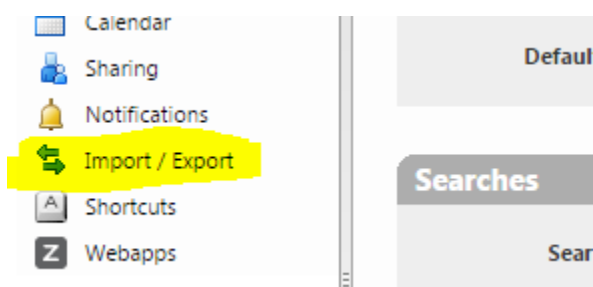 Calendar
Sharing
Notifications
Import / Export
A
Shortcuts
Z
Webapps
Defaul
Searches
Sear